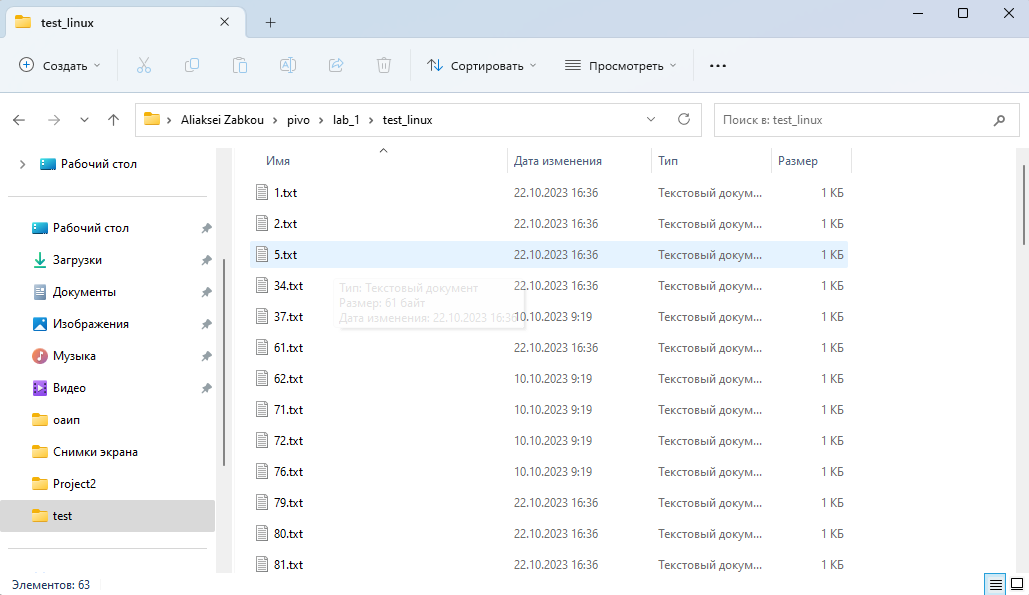 test_linux
Создать Сортировать Просмотреть
Aliaksei Zabkou pivo lab_1 test_linux Поиск в: test_linux
Рабочий стол
Рабочий стол
Загрузки
Документы
Изображения
Музыка
Видео
оаип
Снимки экрана
Project2
test
Имя Дата изменения Тип Размер
1.txt 22.10.2023 16:36 Текстовый докум... 1 КБ
2.txt 22.10.2023 16:36 Текстовый докум... 1 КБ
5.txt 22.10.2023 16:36 Текстовый докум... 1 КБ
34.txt 22.10.2023 16:36 Текстовый докум... 1 КБ
37.txt 10.10.2023 9:19 Текстовый докум... 1 КБ
61.txt 22.10.2023 16:36 Текстовый докум... 1 КБ
62.txt 10.10.2023 9:19 Текстовый докум... 1 КБ
71.txt 10.10.2023 9:19 Текстовый докум... 1 КБ
72.txt 10.10.2023 9:19 Текстовый докум... 1 КБ
76.txt 10.10.2023 9:19 Текстовый докум... 1 КБ
79.txt 22.10.2023 16:36 Текстовый докум... 1 КБ
80.txt 22.10.2023 16:36 Текстовый докум... 1 КБ
81.txt 22.10.2023 16:36 Текстовый докум... 1 КБ
Тип: Текстовый документ
Размер: 61 байт
Дата изменения: 22.10.2023 16:36
Элементов: 63